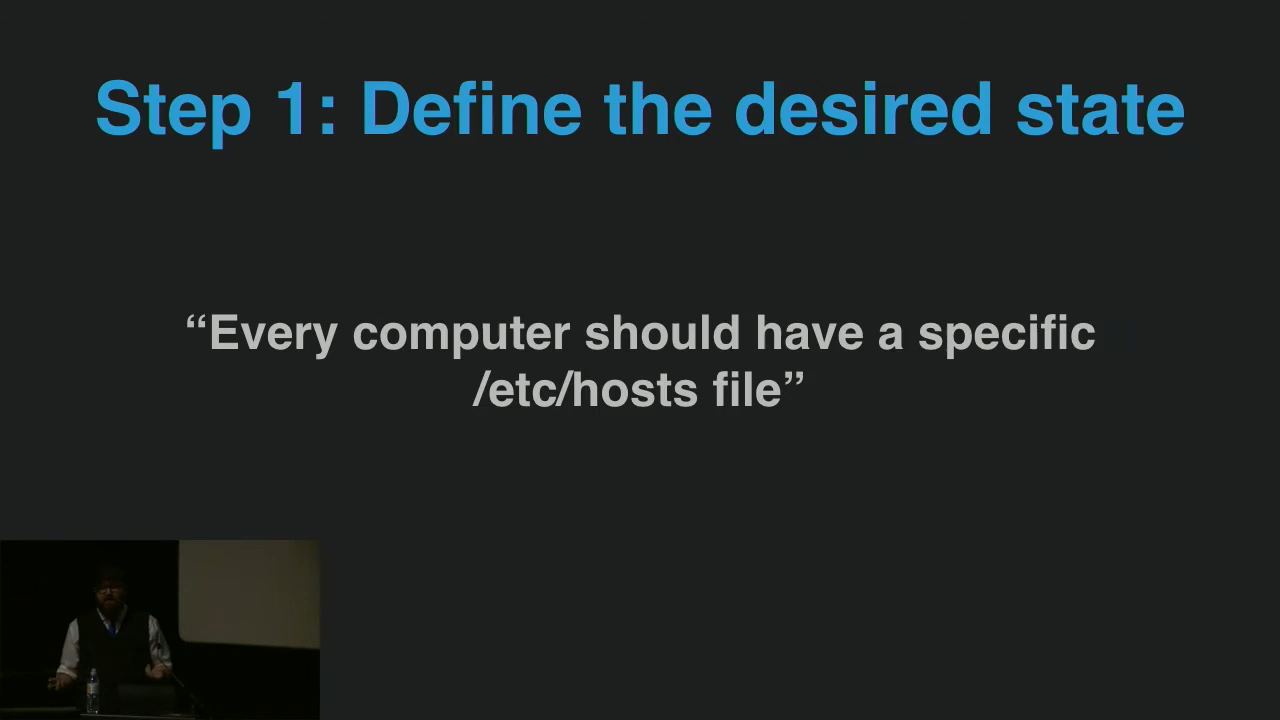 Step 1: Define the desired state
“Every computer should have a specific
/etc/hosts file”